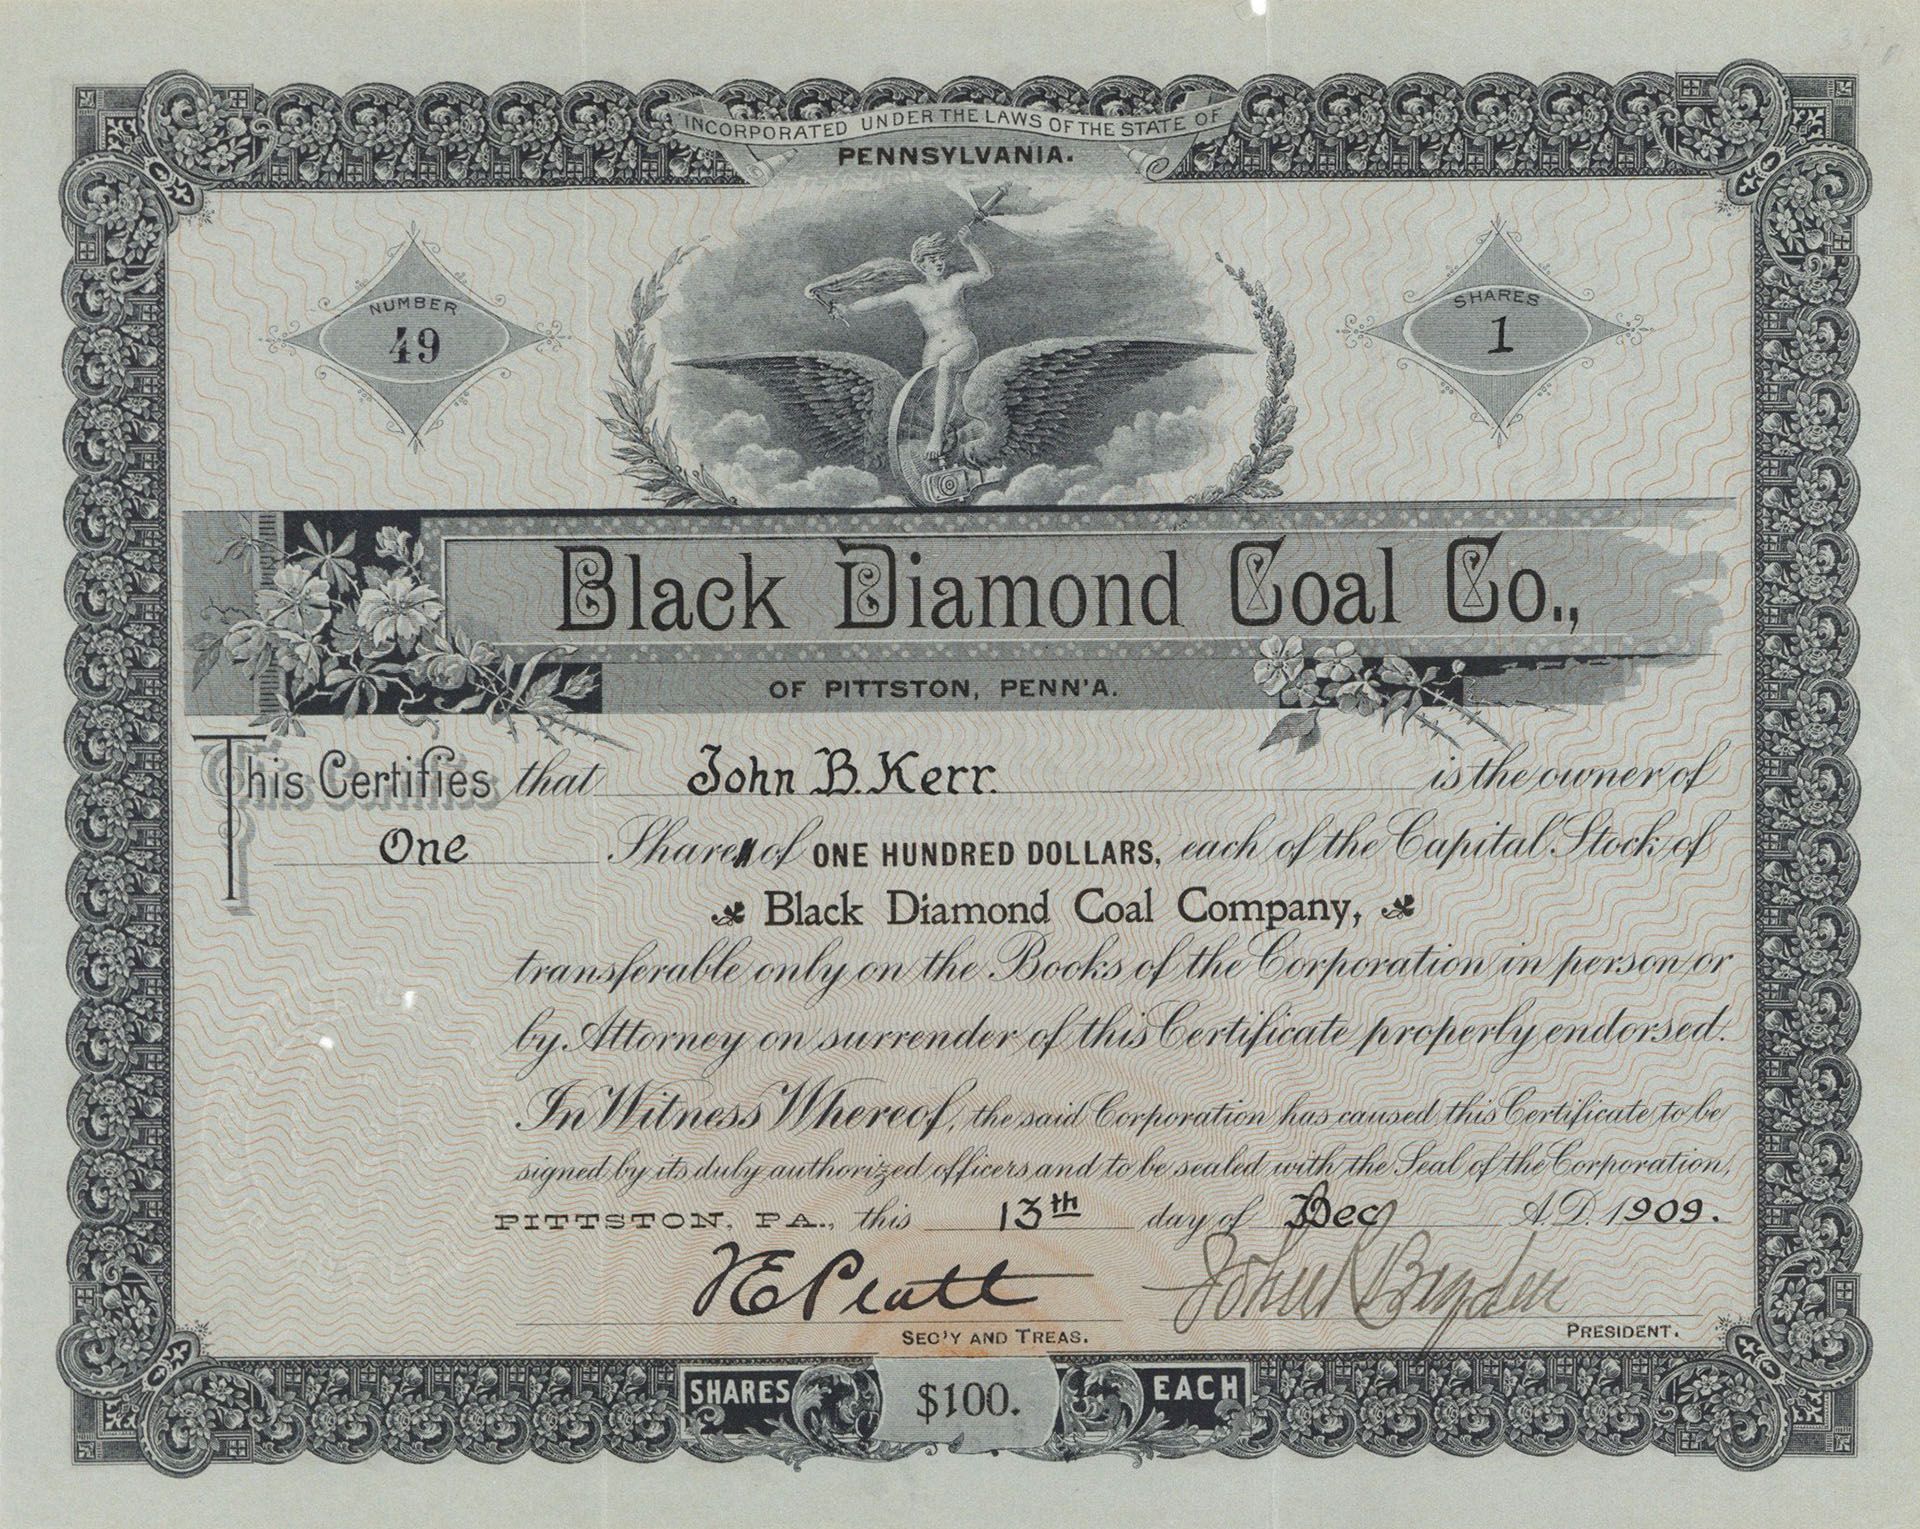 INCORPORATED UNDER THE LAWS OF THE STATE OF
PENNSYLVANIA.
NUMBER
49
SHARES
1
Black Diamond Coal Co.,
OF PITTSTON, PENN'A.
This Certifies that John B. Kerr. is the owner of
One Share of ONE HUNDRED DOLLARS, each of the Capital Stock of
Black Diamond Coal Company,
transferable only on the Books of the Corporation in person or
by Attorney on surrender of this Certificate properly endorsed.
In Witness Whereof, the said Corporation has caused this Certificate to be
signed by its duly authorized officers and to be sealed with the Seal of the Corporation,
PITTSTON, PA., this 13th day of Dec A.D. 1909.
E Pratt John
SEC'Y AND TREAS. PRESIDENT.
SHARES $100. EACH